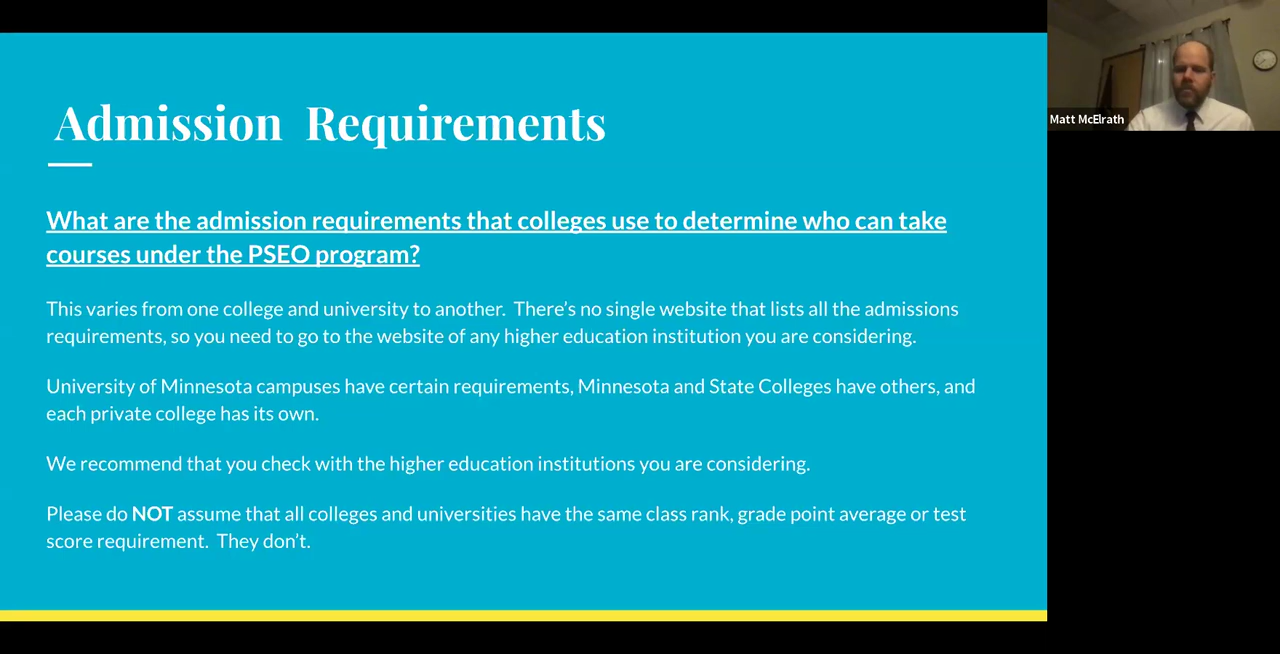 Admission Requirements
What are the admission requirements that colleges use to determine who can take
courses under the PSEO program?
This varies from one college and university to another. There's no single website that lists all the admissions
requirements, so you need to go to the website of any higher education institution you are considering.
University of Minnesota campuses have certain requirements, Minnesota and State Colleges have others, and
each private college has its own.
We recommend that you check with the higher education institutions you are considering.
Please do NOT assume that all colleges and universities have the same class rank, grade point average or test
score requirement. They don't.
Matt McElrath